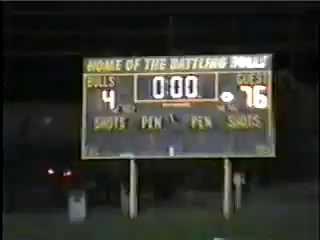 HOME OF THE BATTLING BULLS
BULLS 0:00 GUEST
4 76
SHOTS PEN PEN SHOTS